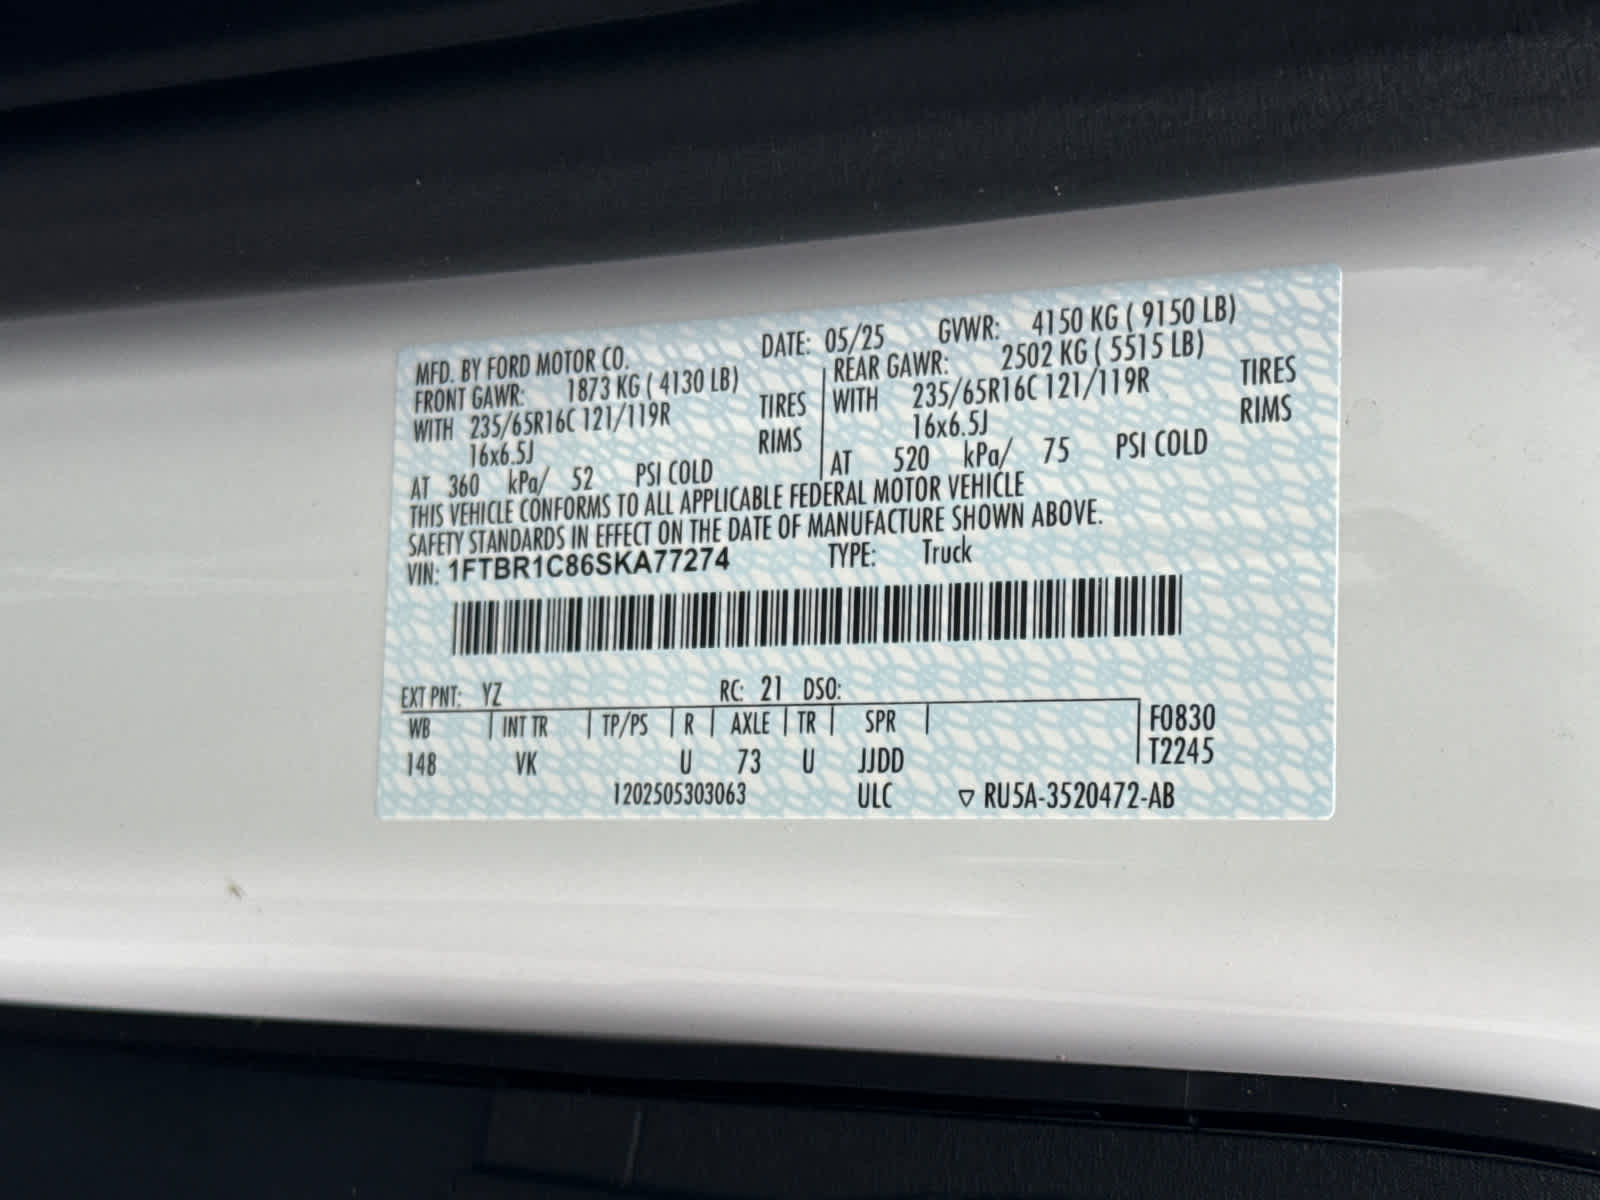 MFD. BY FORD MOTOR CO. DATE: 05/25 GVWR: 4150 KG ( 9150 LB)
FRONT GAWR: 1873 KG ( 4130 LB) REAR GAWR: 2502 KG ( 5515 LB)
WITH 235/65R16C 121/119R TIRES WITH 235/65R16C 121/119R TIRES
16x6.5J RIMS 16x6.5J RIMS
AT 360 kPa/ 52 PSI COLD AT 520 kPa/ 75 PSI COLD
THIS VEHICLE CONFORMS TO ALL APPLICABLE FEDERAL MOTOR VEHICLE
SAFETY STANDARDS IN EFFECT ON THE DATE OF MANUFACTURE SHOWN ABOVE.
VIN: 1FTBR1C86SKA77274 TYPE: Truck
EXT PNT: YZ RC: 21 DSO:
WB | INT TR | TP/PS | R | AXLE | TR | SPR | F0830
148 VK U 73 U JJDD T2245
1202505303063 ULC ▽ RU5A-3520472-AB